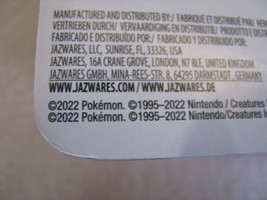 MANUFACTURED AND DISTRIBUTED BY:/ FABRIQUÉ ET DISTRIBUÉ PAR/
VERTRIEBEN DURCH/ VERVAARDIGING EN DISTRIBUTIE/ PRODOTTO E
FABRICADO E DISTRIBUÍDO POR:/ FABRICADO Y DISTRIBUIDO POR:
JAZWARES, LLC, SUNRISE, FL, 33326, USA
JAZWARES, 16A CRANE GROVE, LONDON, N7 8LE, UNITED
JAZWARES GMBH, MINA-REES-STR. 8, 64295 DARMSTADT, GERMANY
WWW.JAZWARES.COM/ WWW.JAZWARES.DE
©2022 Pokémon. ©1995–2022 Nintendo / Creatures
©2022 Pokémon. ©1995–2022 Nintendo/Creatures